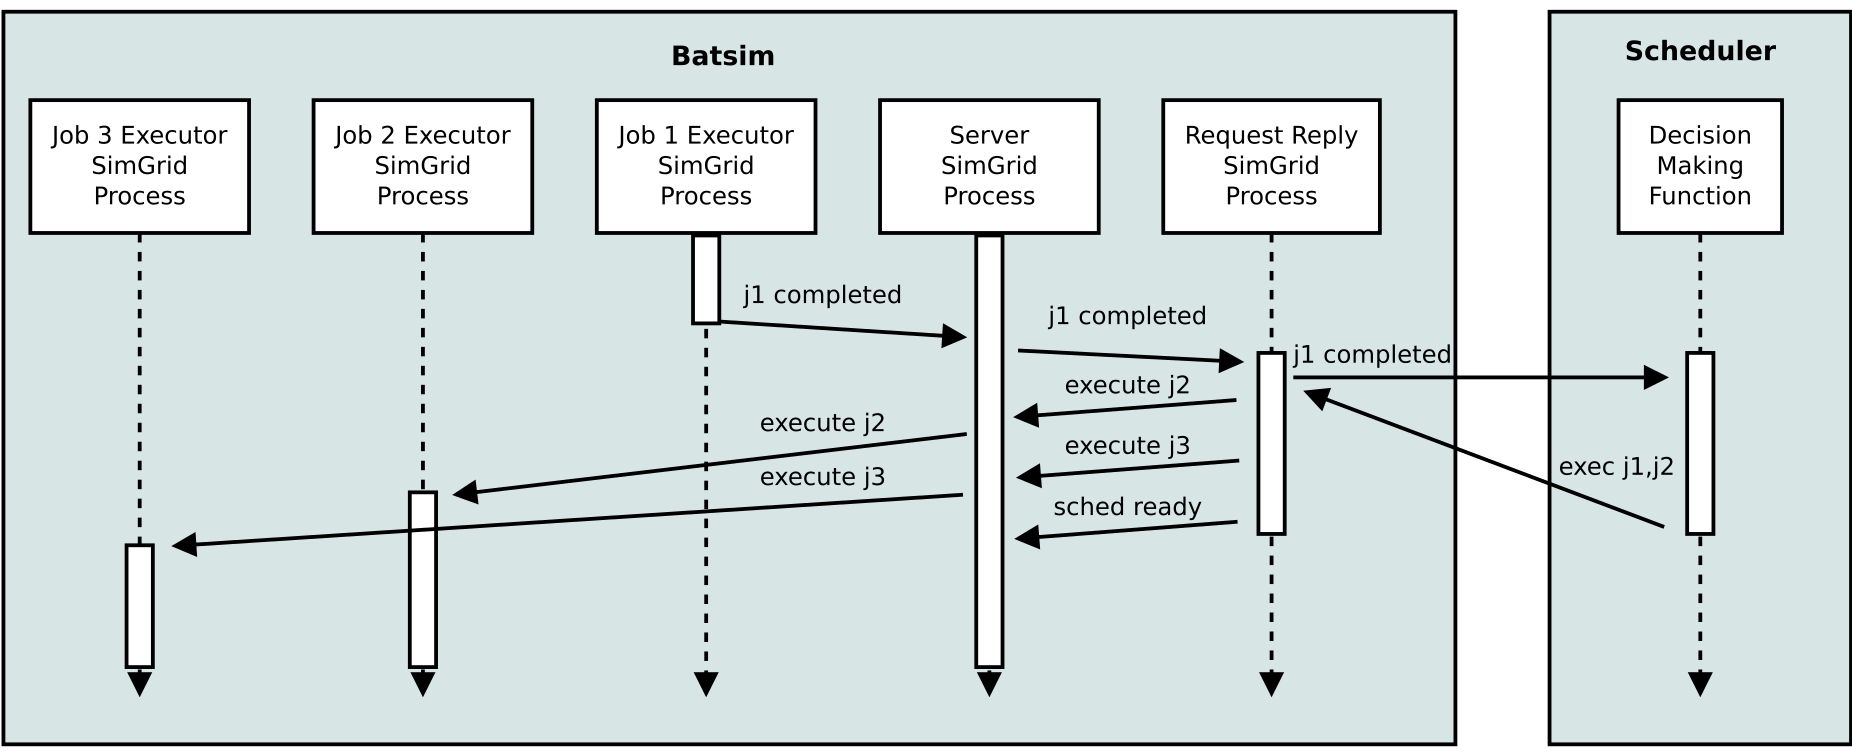 Batsim
Scheduler
Job 3 Executor
SimGrid
Process
Job 2 Executor
SimGrid
Process
Job 1 Executor
SimGrid
Process
Server
SimGrid
Process
Request Reply
SimGrid
Process
Decision
Making
Function
j1 completed
j1 completed
j1 completed
execute j2
execute j2
execute j3
exec j1,j2
execute j3
sched ready